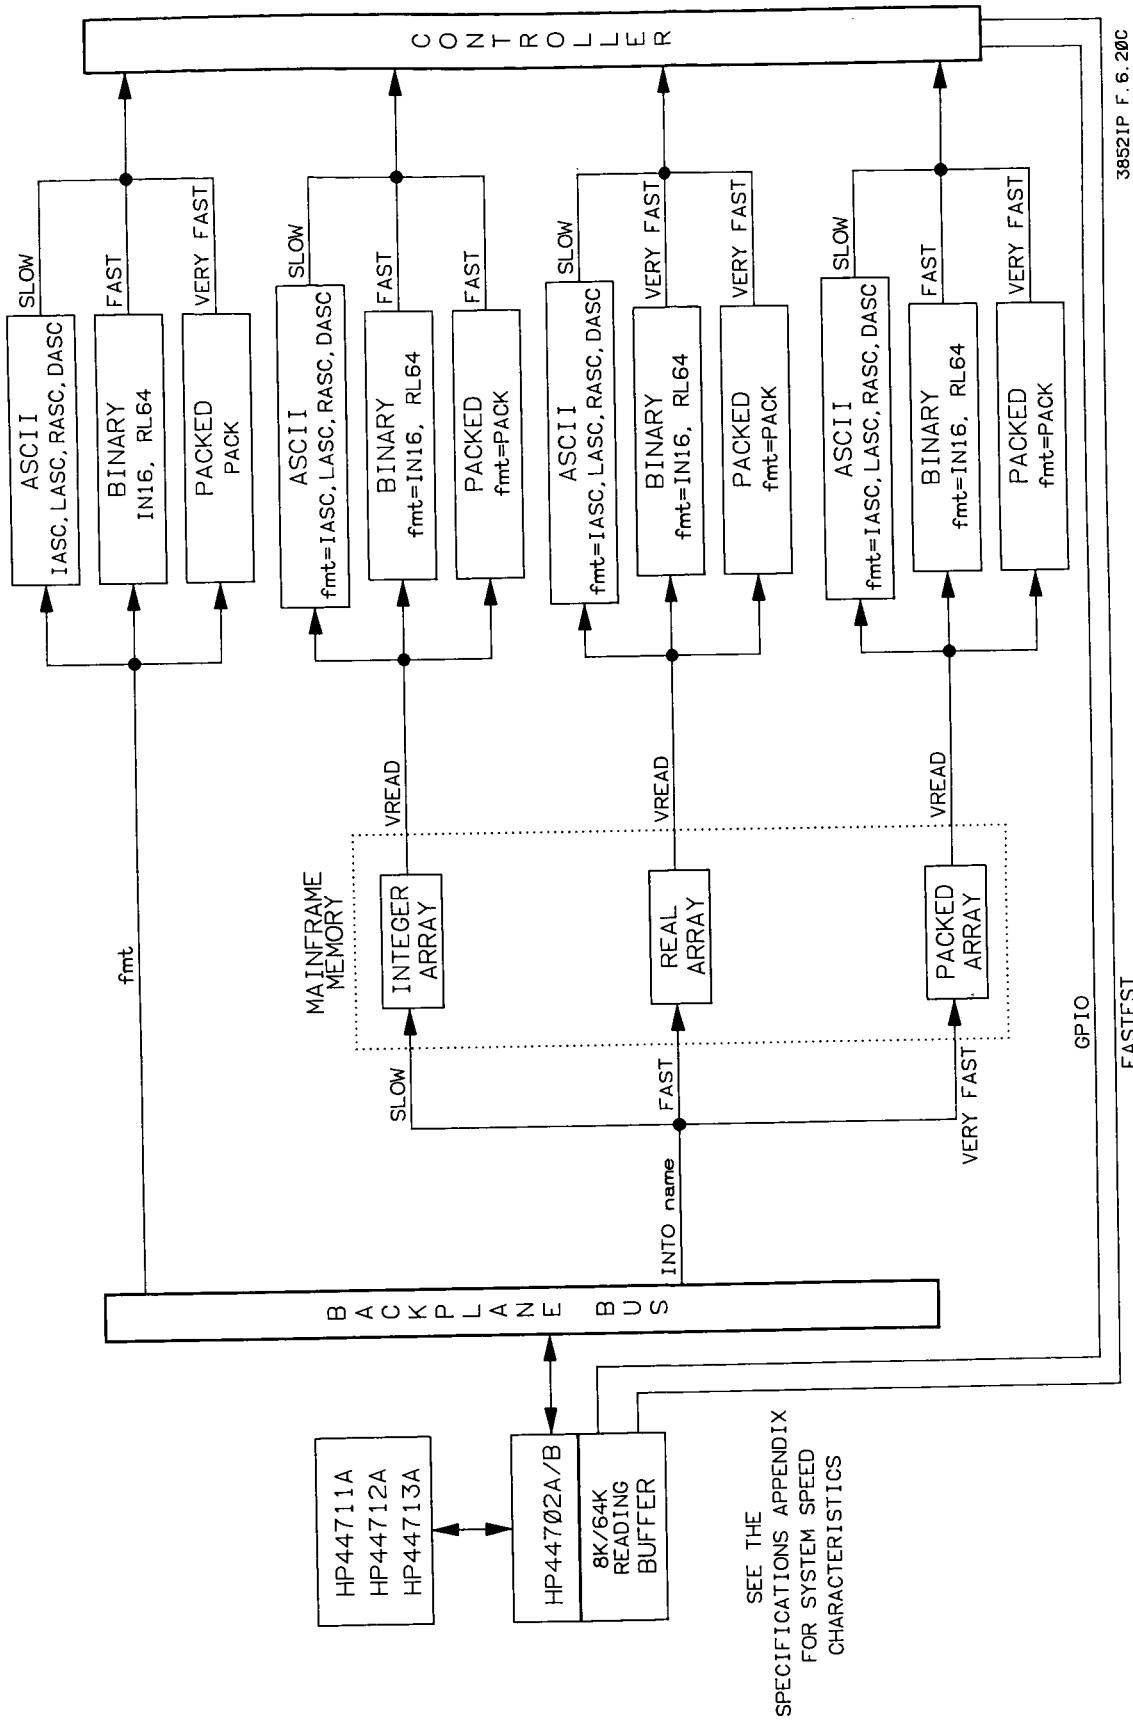 HP44711A
HP44712A
HP44713A
HP44702A/B
8K/64K
READING
BUFFER
SEE THE
SPECIFICATIONS APPENDIX
FOR SYSTEM SPEED
CHARACTERISTICS
BACKPLANE BUS
fmt
INTO name
SLOW
FAST
VERY FAST
MAINFRAME
MEMORY
INTEGER
ARRAY
REAL
ARRAY
PACKED
ARRAY
VREAD
VREAD
VREAD
ASCII
IASC, LASC, RASC, DASC
SLOW
BINARY
IN16, RL64
FAST
PACKED
PACK
VERY FAST
ASCII
fmt=IASC, LASC, RASC, DASC
SLOW
BINARY
fmt=IN16, RL64
FAST
PACKED
fmt=PACK
FAST
ASCII
fmt=IASC, LASC, RASC, DASC
SLOW
BINARY
fmt=IN16, RL64
VERY FAST
PACKED
fmt=PACK
VERY FAST
ASCII
fmt=IASC, LASC, RASC, DASC
SLOW
BINARY
fmt=IN16, RL64
FAST
PACKED
fmt=PACK
VERY FAST
CONTROLLER
GPIO
FASTEST
3852IP F.6.20C